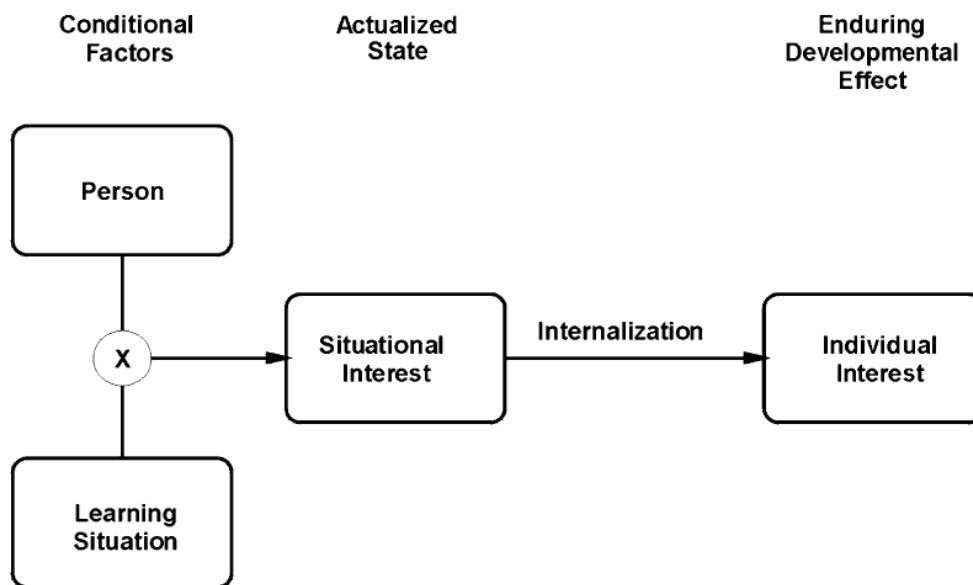 Conditional
Factors
Actualized
State
Enduring
Developmental
Effect
Person
X
Situational
Interest
Internalization
Individual
Interest
Learning
Situation